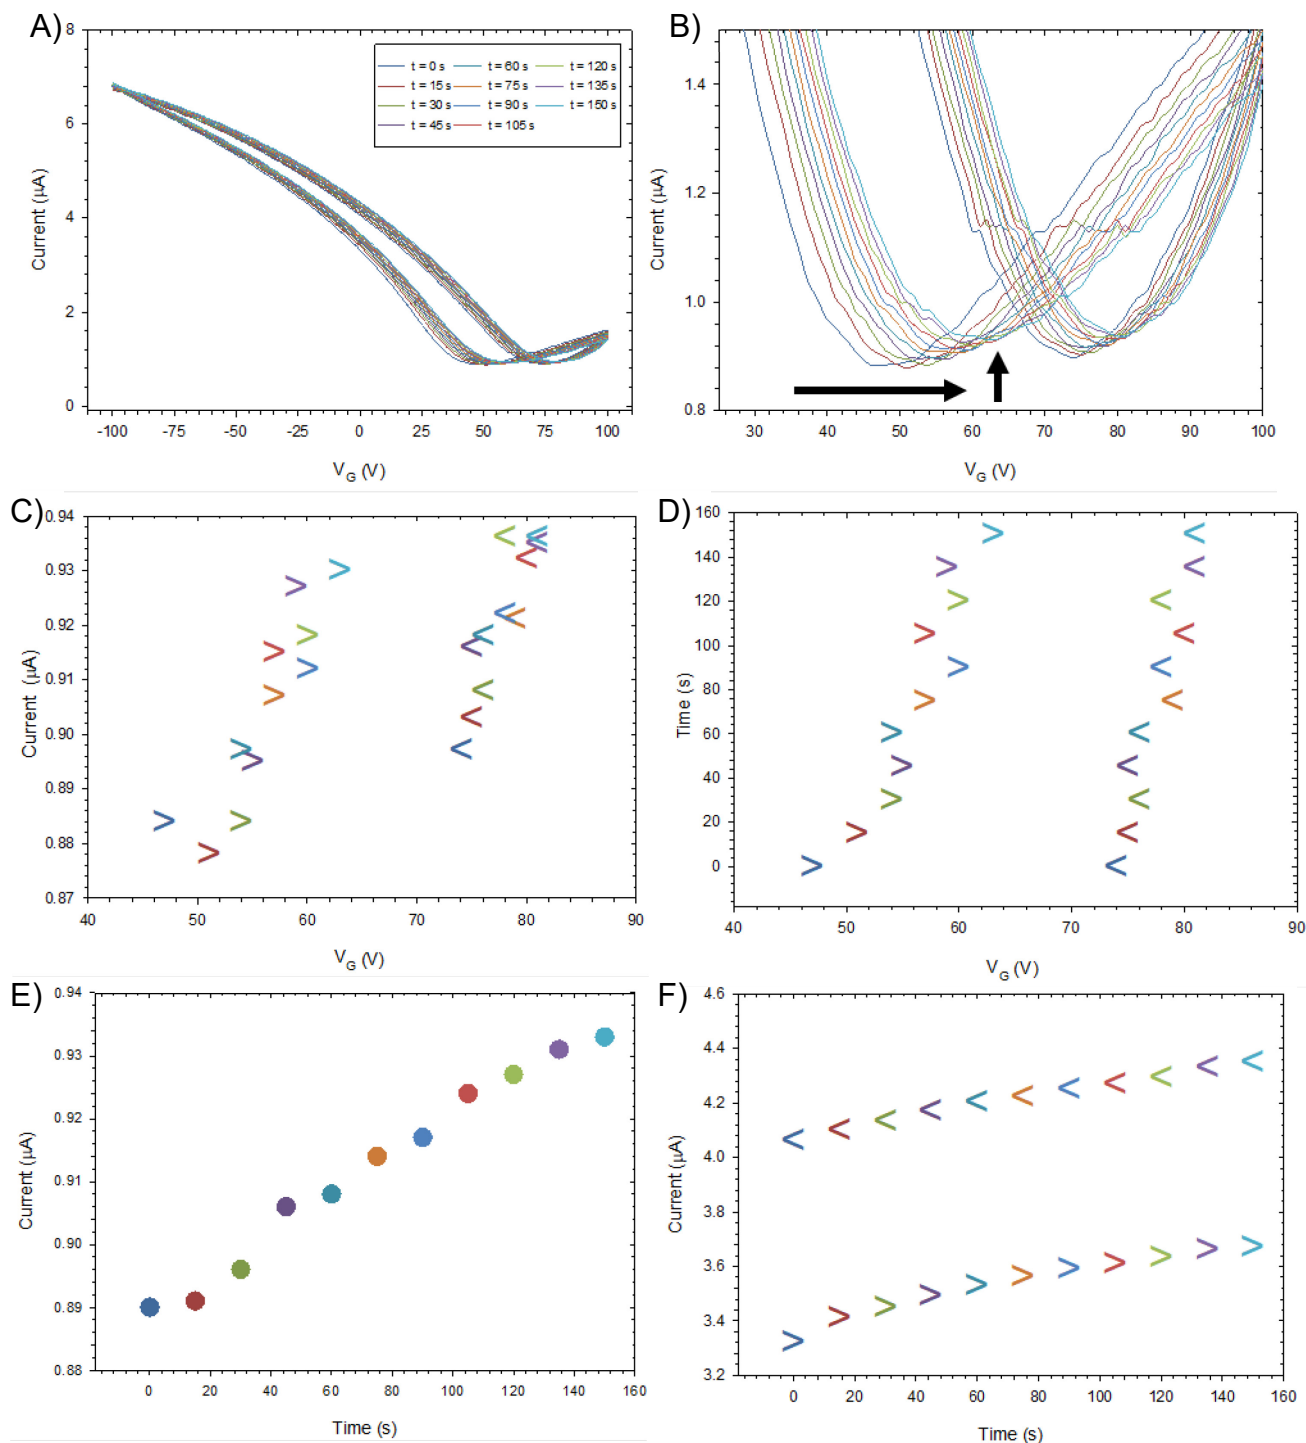 A)
8
6
4
2
0
Current (μA)
t = 0 s t = 60 s t = 120 s
t = 15 s t = 75 s t = 135 s
t = 30 s t = 90 s t = 150 s
t = 45 s t = 105 s
-100 -75 -50 -25 0 25 50 75 100
V_G (V)
B)
1.4
1.2
1.0
0.8
Current (μA)
30 40 50 60 70 80 90 100
V_G (V)
C)
0.94
0.93
0.92
0.91
0.90
0.89
0.88
0.87
Current (μA)
40 50 60 70 80 90
V_G (V)
D)
160
140
120
100
80
60
40
20
0
Time (s)
40 50 60 70 80 90
V_G (V)
E)
0.94
0.93
0.92
0.91
0.90
0.89
0.88
Current (μA)
0 20 40 60 80 100 120 140 160
Time (s)
F)
4.6
4.4
4.2
4.0
3.8
3.6
3.4
3.2
Current (μA)
0 20 40 60 80 100 120 140 160
Time (s)